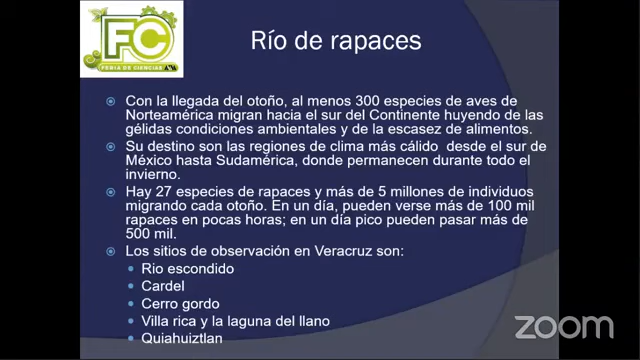 FC
FERIA DE CIENCIAS
Río de rapaces
Con la llegada del otoño, al menos 300 especies de aves de
Norteamérica migran hacia el sur del Continente huyendo de las
gélidas condiciones ambientales y de la escasez de alimentos.
Su destino son las regiones de clima más cálido desde el sur de
México hasta Sudamérica, donde permanecen durante todo el
invierno.
Hay 27 especies de rapaces y más de 5 millones de individuos
migrando cada otoño. En un día, pueden verse más de 100 mil
rapaces en pocas horas; en un día pico pueden pasar más de
500 mil.
Los sitios de observación en Veracruz son:
Rio escondido
Cardel
Cerro gordo
Villa rica y la laguna del llano
Quiahuiztlan
zoom